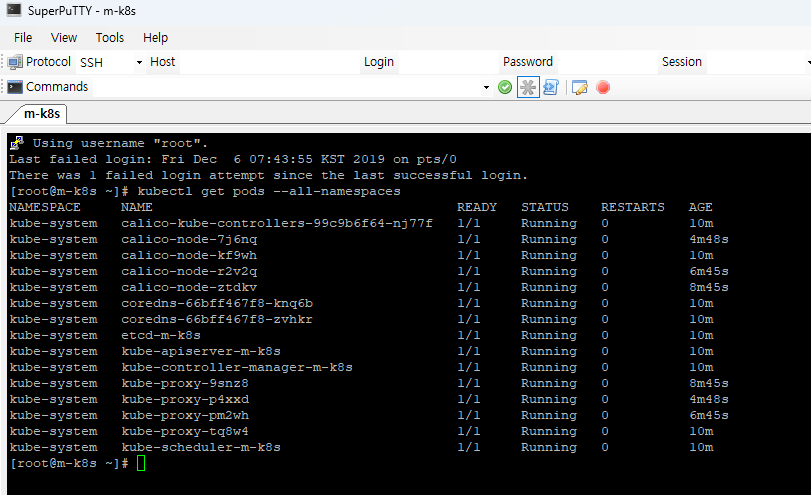 SuperPuTTY - m-k8s
File View Tools Help
Protocol SSH Host Login Password Session
Commands
m-k8s
Using username "root".
Last failed login: Fri Dec  6 07:43:55 KST 2019 on pts/0
There was 1 failed login attempt since the last successful login.
[root@m-k8s ~]# kubectl get pods --all-namespaces
NAMESPACE     NAME                                      READY   STATUS    RESTARTS   AGE
kube-system   calico-kube-controllers-99c9b6f64-nj77f   1/1     Running   0          10m
kube-system   calico-node-7j6nq                         1/1     Running   0          4m48s
kube-system   calico-node-kf9wh                         1/1     Running   0          10m
kube-system   calico-node-r2v2q                         1/1     Running   0          6m45s
kube-system   calico-node-ztdkv                         1/1     Running   0          8m45s
kube-system   coredns-66bff467f8-knq6b                  1/1     Running   0          10m
kube-system   coredns-66bff467f8-zvhkr                  1/1     Running   0          10m
kube-system   etcd-m-k8s                                1/1     Running   0          10m
kube-system   kube-apiserver-m-k8s                      1/1     Running   0          10m
kube-system   kube-controller-manager-m-k8s             1/1     Running   0          10m
kube-system   kube-proxy-9snz8                          1/1     Running   0          8m45s
kube-system   kube-proxy-p4xxd                          1/1     Running   0          4m48s
kube-system   kube-proxy-pm2wh                          1/1     Running   0          6m45s
kube-system   kube-proxy-tq8w4                          1/1     Running   0          10m
kube-system   kube-scheduler-m-k8s                      1/1     Running   0          10m
[root@m-k8s ~]#